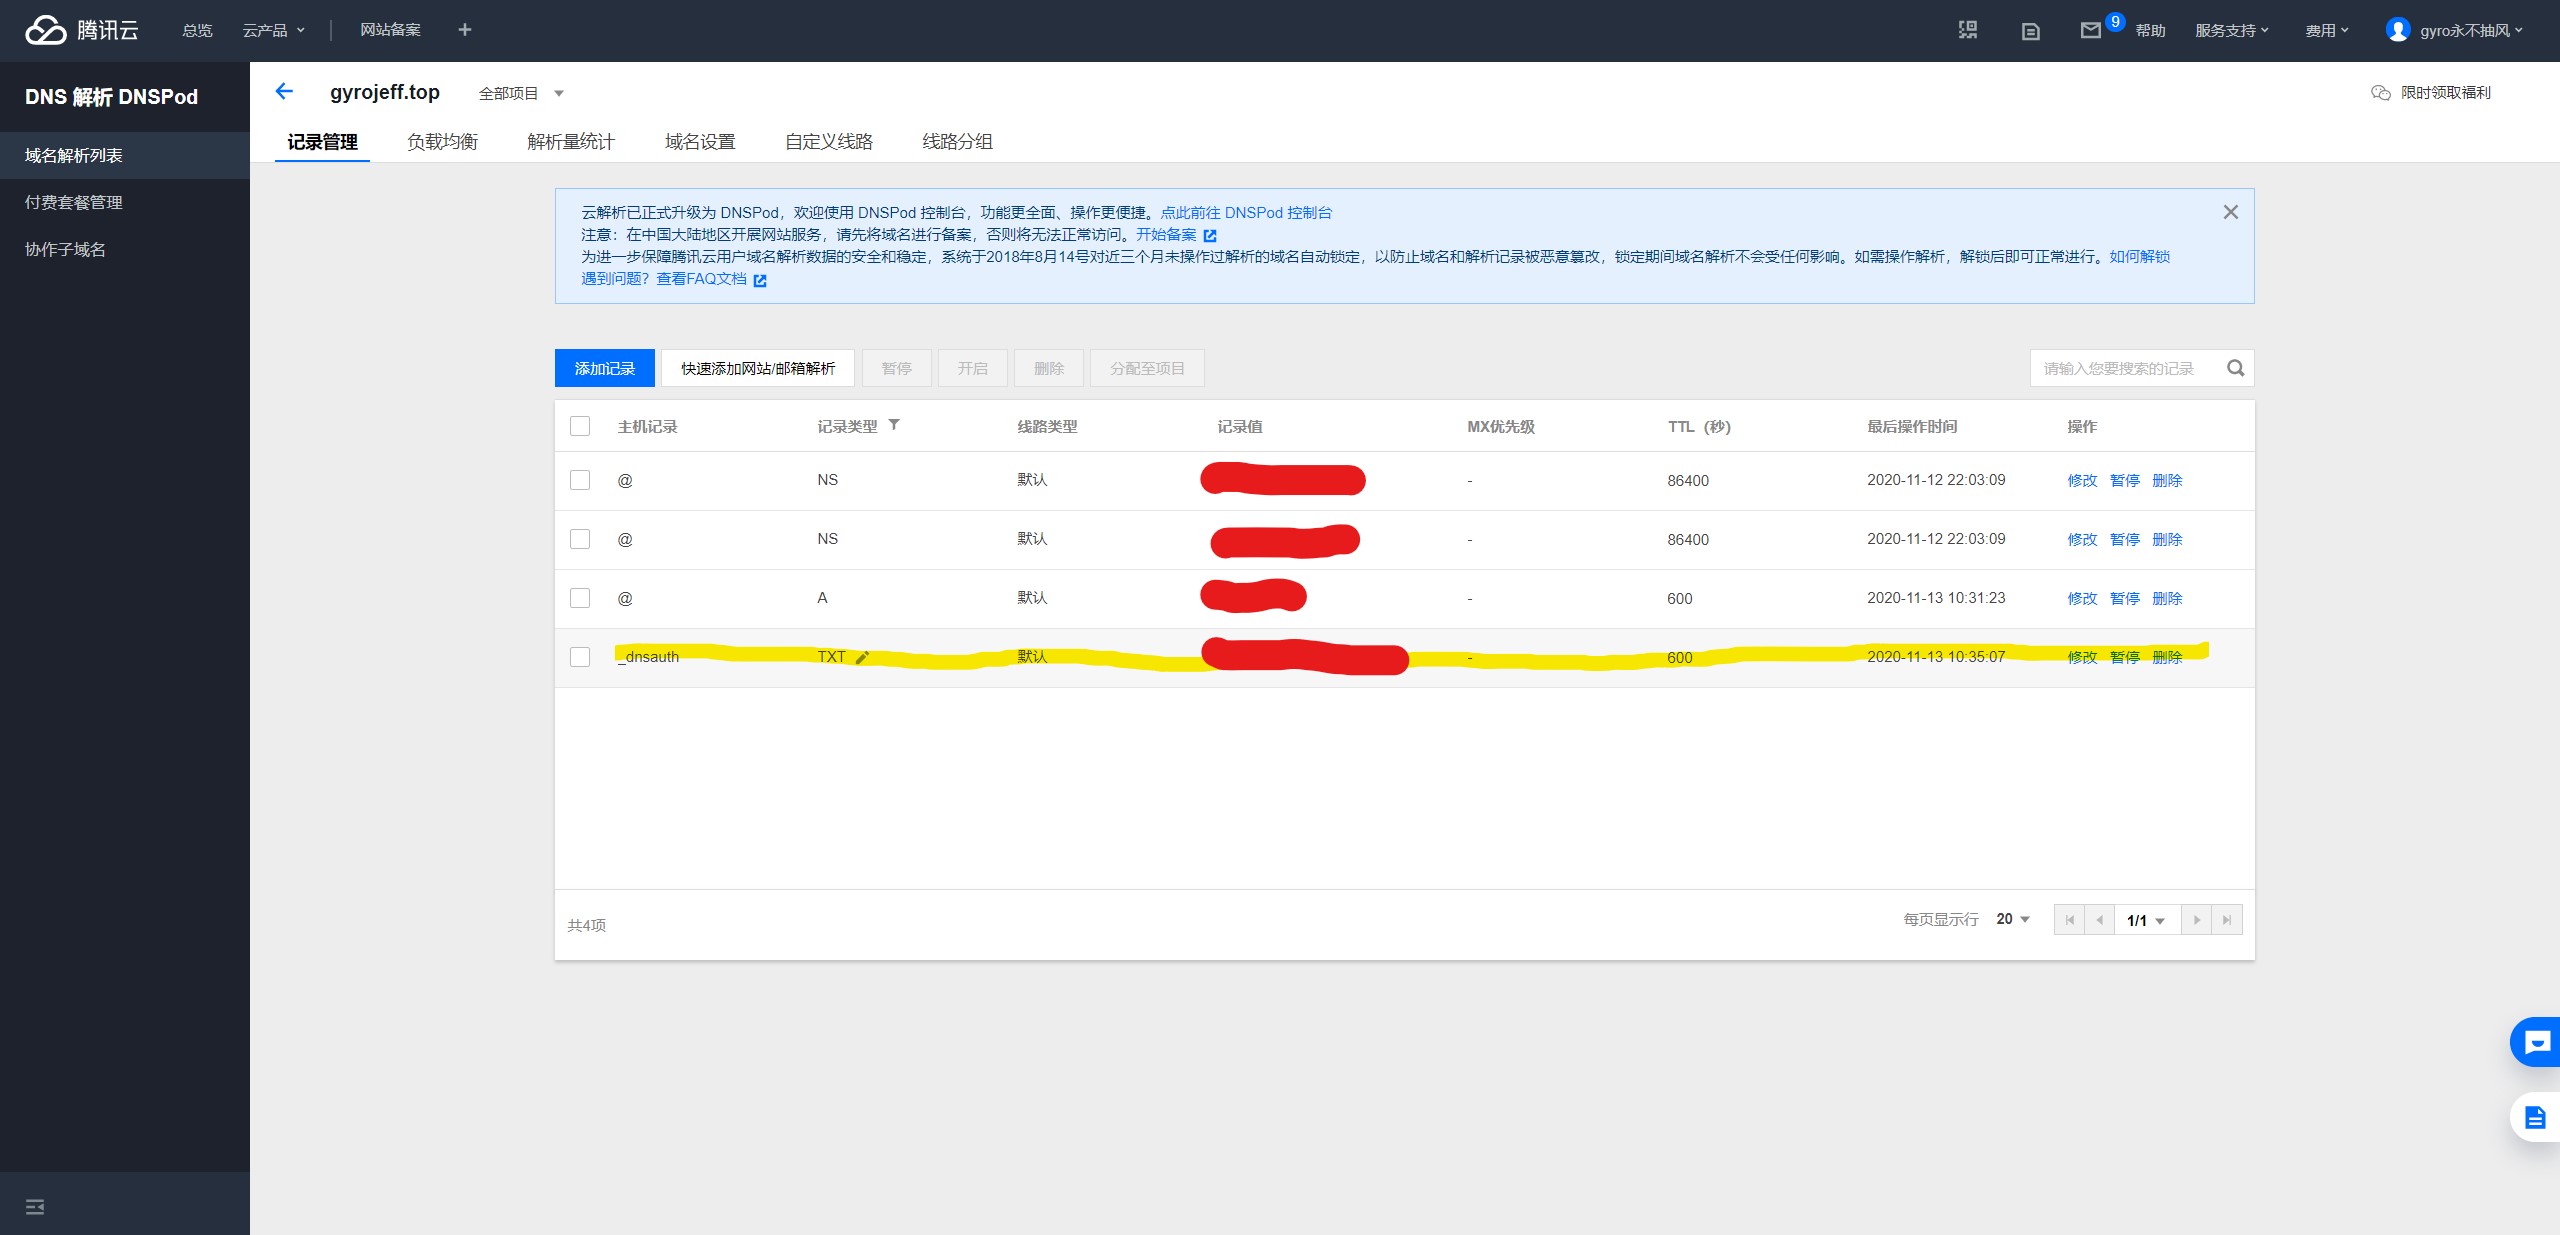 腾讯云 总览 云产品 网站备案 + 9 帮助 服务支持 费用 gyro永不抽风
DNS 解析 DNSPod
域名解析列表
付费套餐管理
协作子域名
gyrojeff.top 全部项目 限时领取福利
记录管理 负载均衡 解析量统计 域名设置 自定义线路 线路分组
云解析已正式升级为 DNSPod，欢迎使用 DNSPod 控制台，功能更全面、操作更便捷。点此前往 DNSPod 控制台
注意：在中国大陆地区开展网站服务，请先将域名进行备案，否则将无法正常访问。开始备案
为进一步保障腾讯云用户域名解析数据的安全和稳定，系统于2018年8月14号对近三个月未操作过解析的域名自动锁定，以防止域名和解析记录被恶意篡改，锁定期间域名解析不会受任何影响。如需操作解析，解锁后即可正常进行。如何解锁
遇到问题？查看FAQ文档
添加记录 快速添加网站/邮箱解析 暂停 开启 删除 分配至项目 请输入您要搜索的记录
主机记录 记录类型 线路类型 记录值 MX优先级 TTL（秒） 最后操作时间 操作
@ NS 默认 - 86400 2020-11-12 22:03:09 修改 暂停 删除
@ NS 默认 - 86400 2020-11-12 22:03:09 修改 暂停 删除
@ A 默认 - 600 2020-11-13 10:31:23 修改 暂停 删除
_dnsauth TXT 默认 - 600 2020-11-13 10:35:07 修改 暂停 删除
共4项 每页显示行 20 1/1